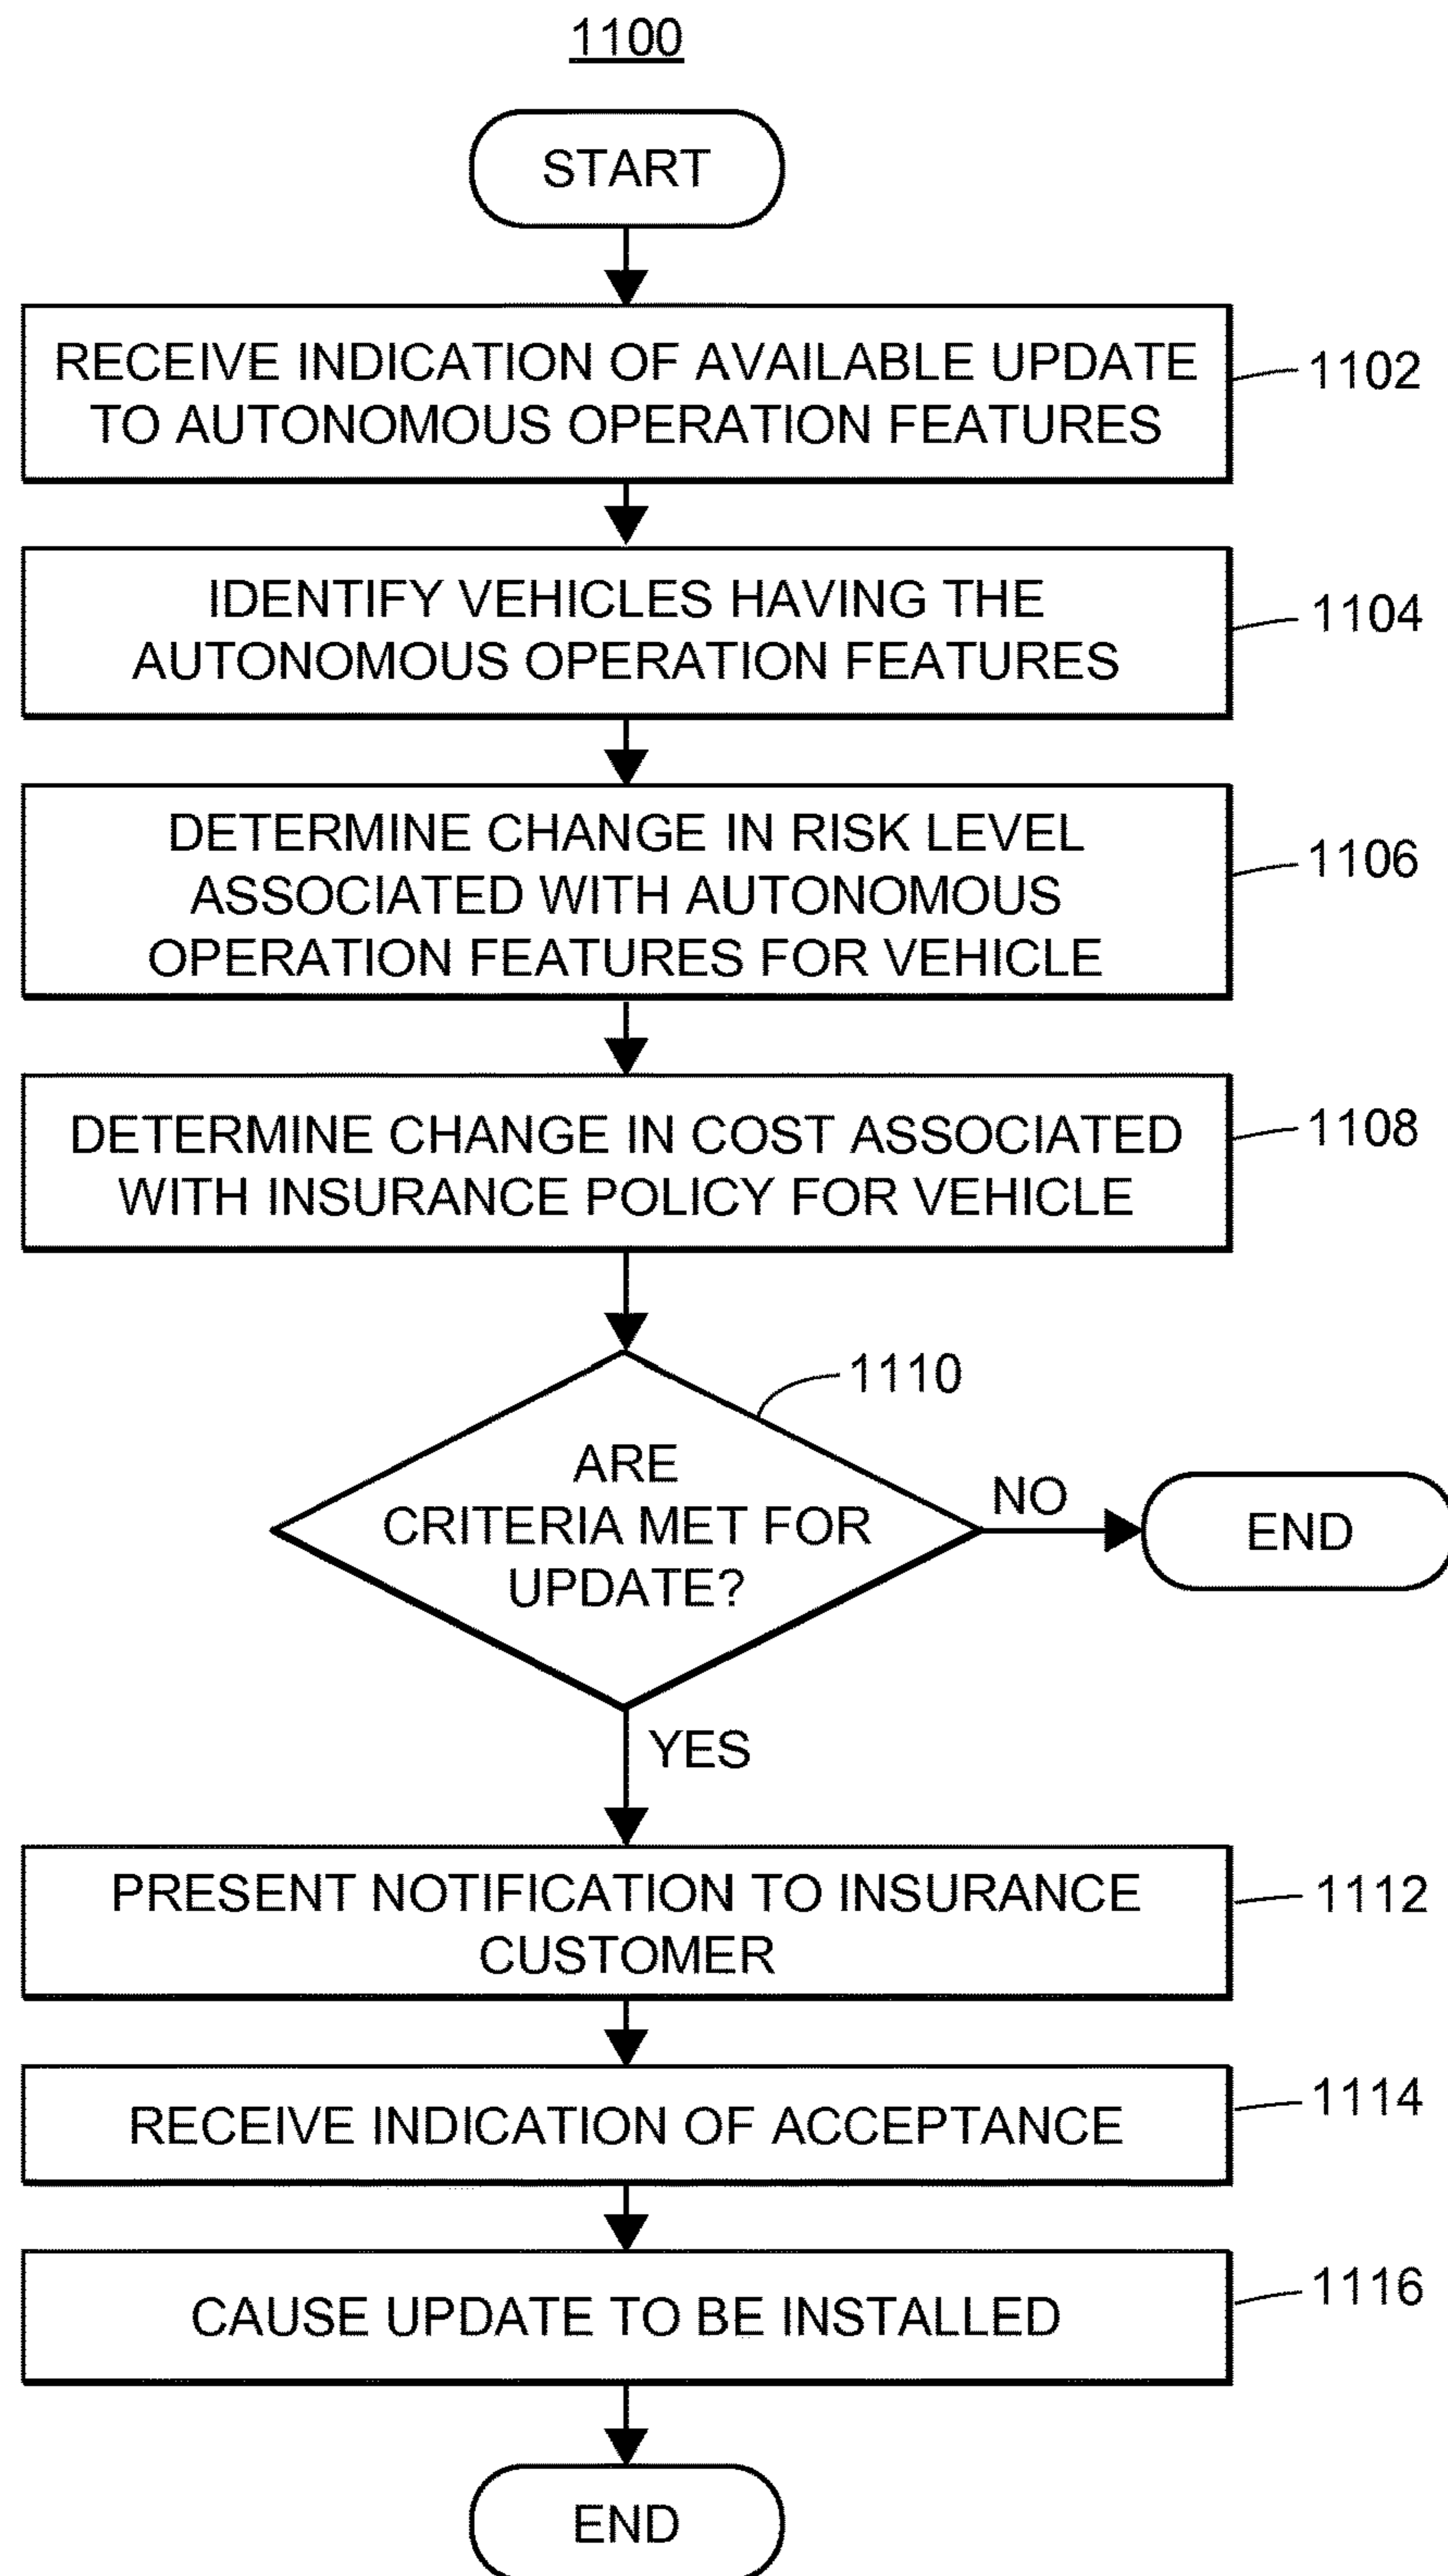 1100
START
RECEIVE INDICATION OF AVAILABLE UPDATE
TO AUTONOMOUS OPERATION FEATURES
1102
IDENTIFY VEHICLES HAVING THE
AUTONOMOUS OPERATION FEATURES
1104
DETERMINE CHANGE IN RISK LEVEL
ASSOCIATED WITH AUTONOMOUS
OPERATION FEATURES FOR VEHICLE
1106
DETERMINE CHANGE IN COST ASSOCIATED
WITH INSURANCE POLICY FOR VEHICLE
1108
1110
ARE
CRITERIA MET FOR
UPDATE?
NO
END
YES
PRESENT NOTIFICATION TO INSURANCE
CUSTOMER
1112
RECEIVE INDICATION OF ACCEPTANCE
1114
CAUSE UPDATE TO BE INSTALLED
1116
END